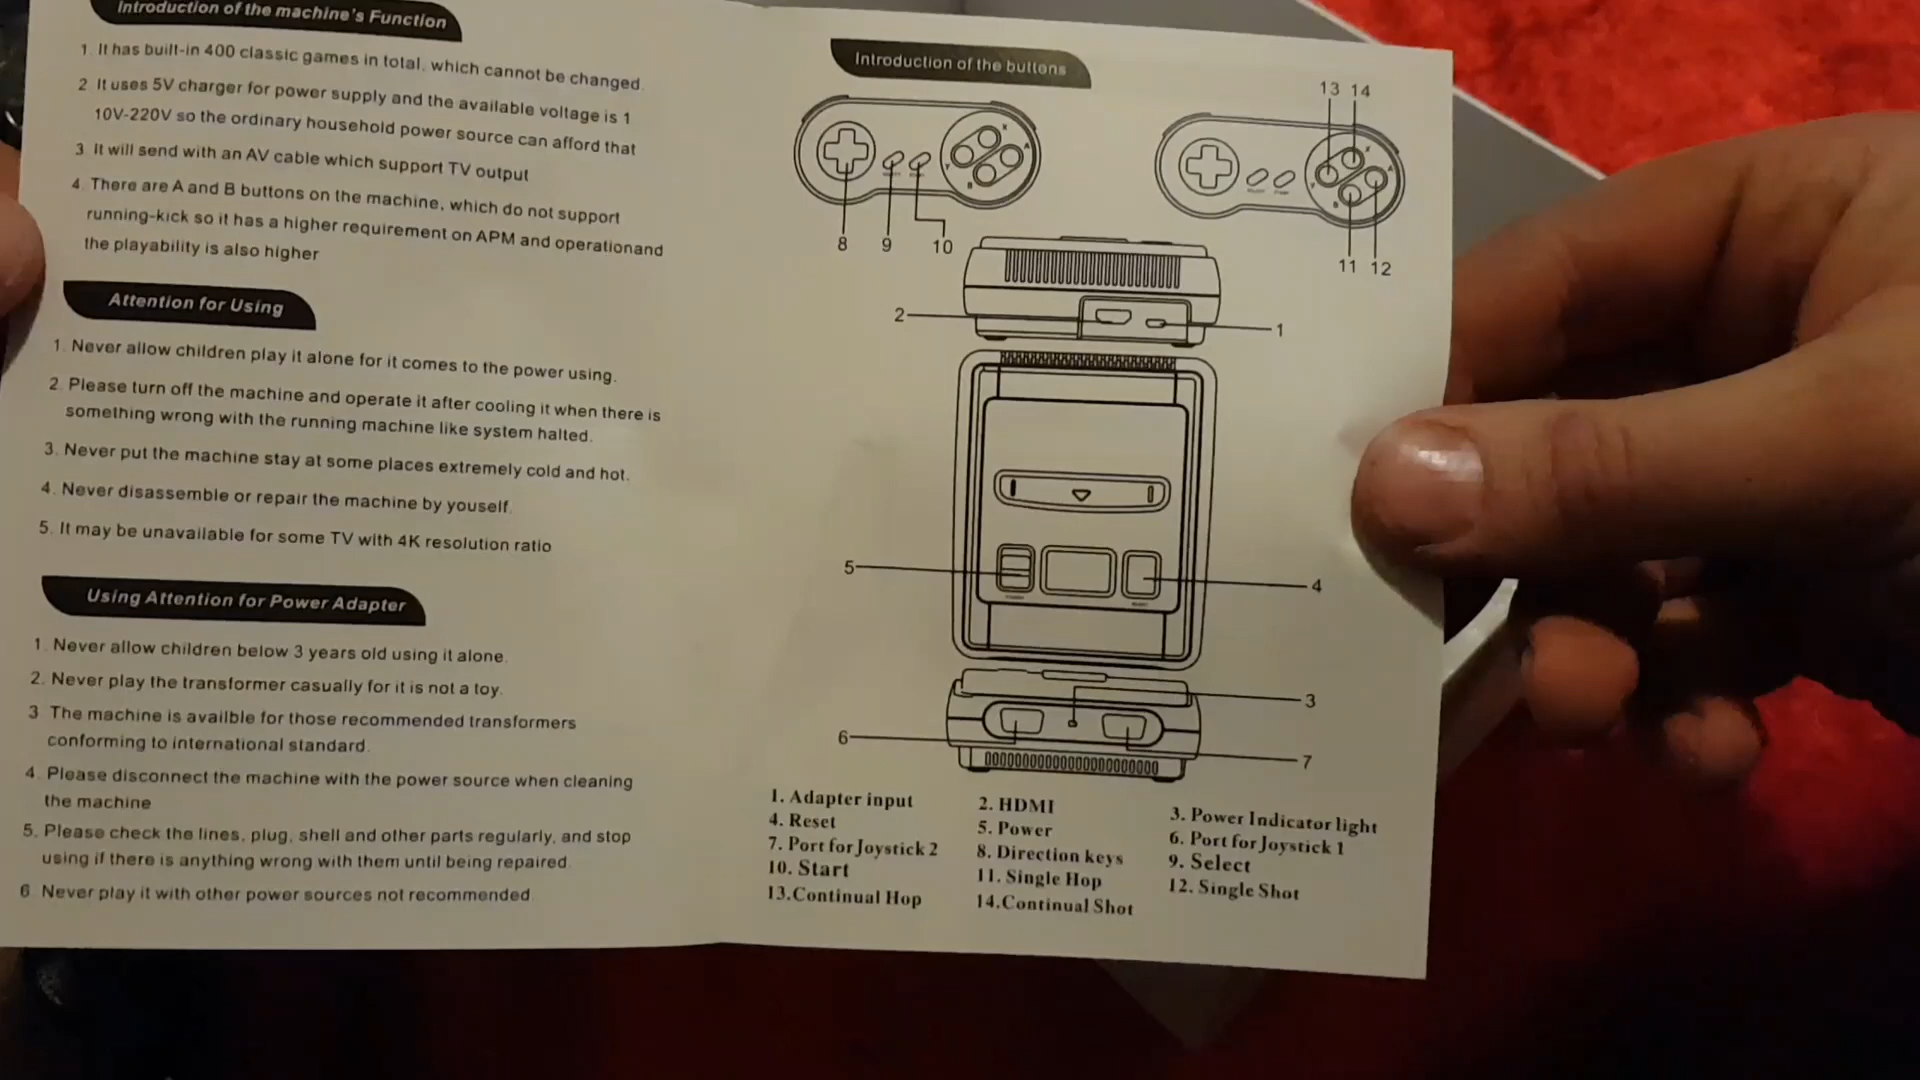 Introduction of the machine's Function
1. It has built-in 400 classic games in total, which cannot be changed.
2 It uses 5V charger for power supply and the available voltage is 1
10V-220V so the ordinary household power source can afford that
3 It will send with an AV cable which support TV output
4. There are A and B buttons on the machine, which do not support
running-kick so it has a higher requirement on APM and operationand
the playability is also higher
Attention for Using
1. Never allow children play it alone for it comes to the power using.
2. Please turn off the machine and operate it after cooling it when there is
something wrong with the running machine like system halted.
3. Never put the machine stay at some places extremely cold and hot.
4. Never disassemble or repair the machine by youself.
5. It may be unavailable for some TV with 4K resolution ratio
Using Attention for Power Adapter
1. Never allow children below 3 years old using it alone.
2. Never play the transformer casually for it is not a toy.
3 The machine is availble for those recommended transformers
conforming to international standard.
4. Please disconnect the machine with the power source when cleaning
the machine
5. Please check the lines, plug, shell and other parts regularly, and stop
using if there is anything wrong with them until being repaired.
6 Never play it with other power sources not recommended.
Introduction of the buttons
13 14
X
A
Y
B
X
A
Y
B
8 9 10
11 12
2
1
5
4
3
6
7
1. Adapter input 2. HDMI 3. Power Indicator light
4. Reset 5. Power 6. Port for Joystick 1
7. Port for Joystick 2 8. Direction keys 9. Select
10. Start 11. Single Hop 12. Single Shot
13.Continual Hop 14.Continual Shot